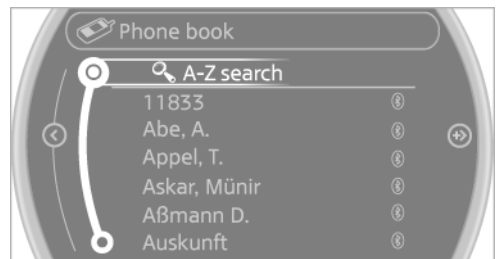 Phone book
A-Z search
11833
Abe, A.
Appel, T.
Askar, Münir
Aßmann D.
Auskunft